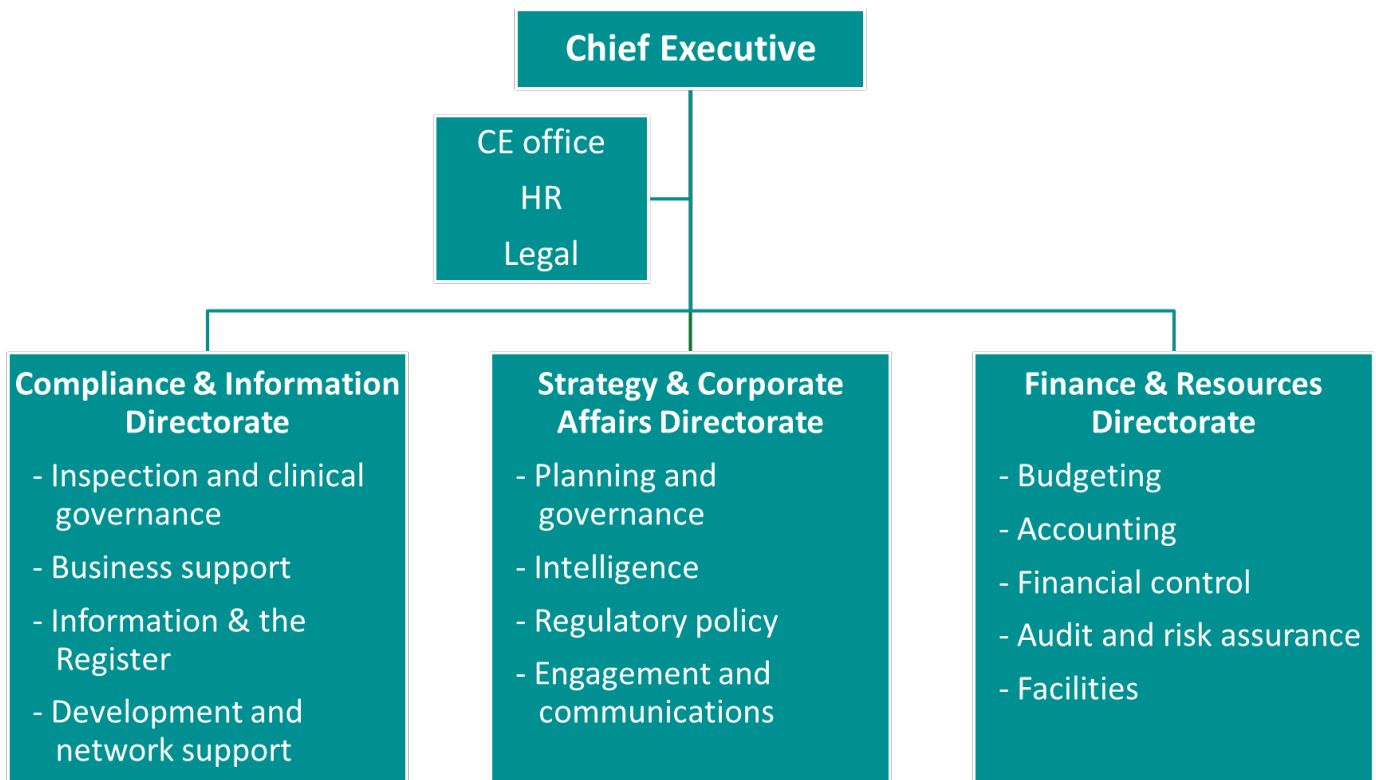 Chief Executive
CE office
HR
Legal
Compliance & Information
Directorate
- Inspection and clinical
governance
- Business support
- Information & the
Register
- Development and
network support
Strategy & Corporate
Affairs Directorate
- Planning and
governance
- Intelligence
- Regulatory policy
- Engagement and
communications
Finance & Resources
Directorate
- Budgeting
- Accounting
- Financial control
- Audit and risk assurance
- Facilities